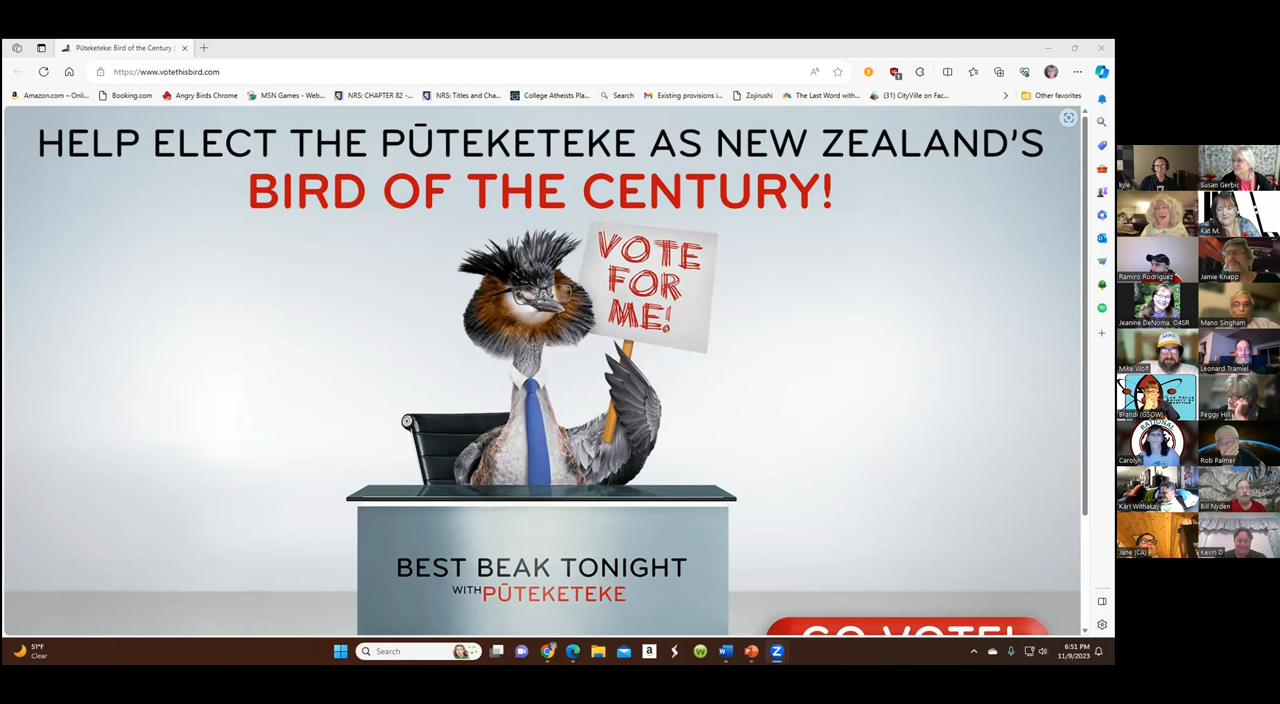 Pūteketeke: Bird of the Century |
https://www.votethisbird.com
Amazon.com – Onli...
Booking.com
Angry Birds Chrome
MSN Games - Web...
NRS: CHAPTER 82 -...
NRS: Titles and Cha...
College Atheists Pla...
Search
Existing provisions i...
Zojirushi
The Last Word with...
(31) CityVille on Fac...
Other favorites
HELP ELECT THE PŪTEKETEKE AS NEW ZEALAND'S
BIRD OF THE CENTURY!
VOTE
FOR
ME!
BEST BEAK TONIGHT
WITH PŪTEKETEKE
GO VOTE!
kyle
Susan Gerbic
Kat M.
Ramiro Rodriguez
Jamie Knapp
Jeanine DeNoma, O4SR
Mano Singham
Mike Wolf
Leonard Tramiel
Brandi (GSOW)
Peggy Hill
RATIONAL
Carolyn
Rob Palmer
Karl Withakay
Bill Nyden
Jane (CA)
Kevin D
51°F
Clear
Search
6:51 PM
11/9/2023